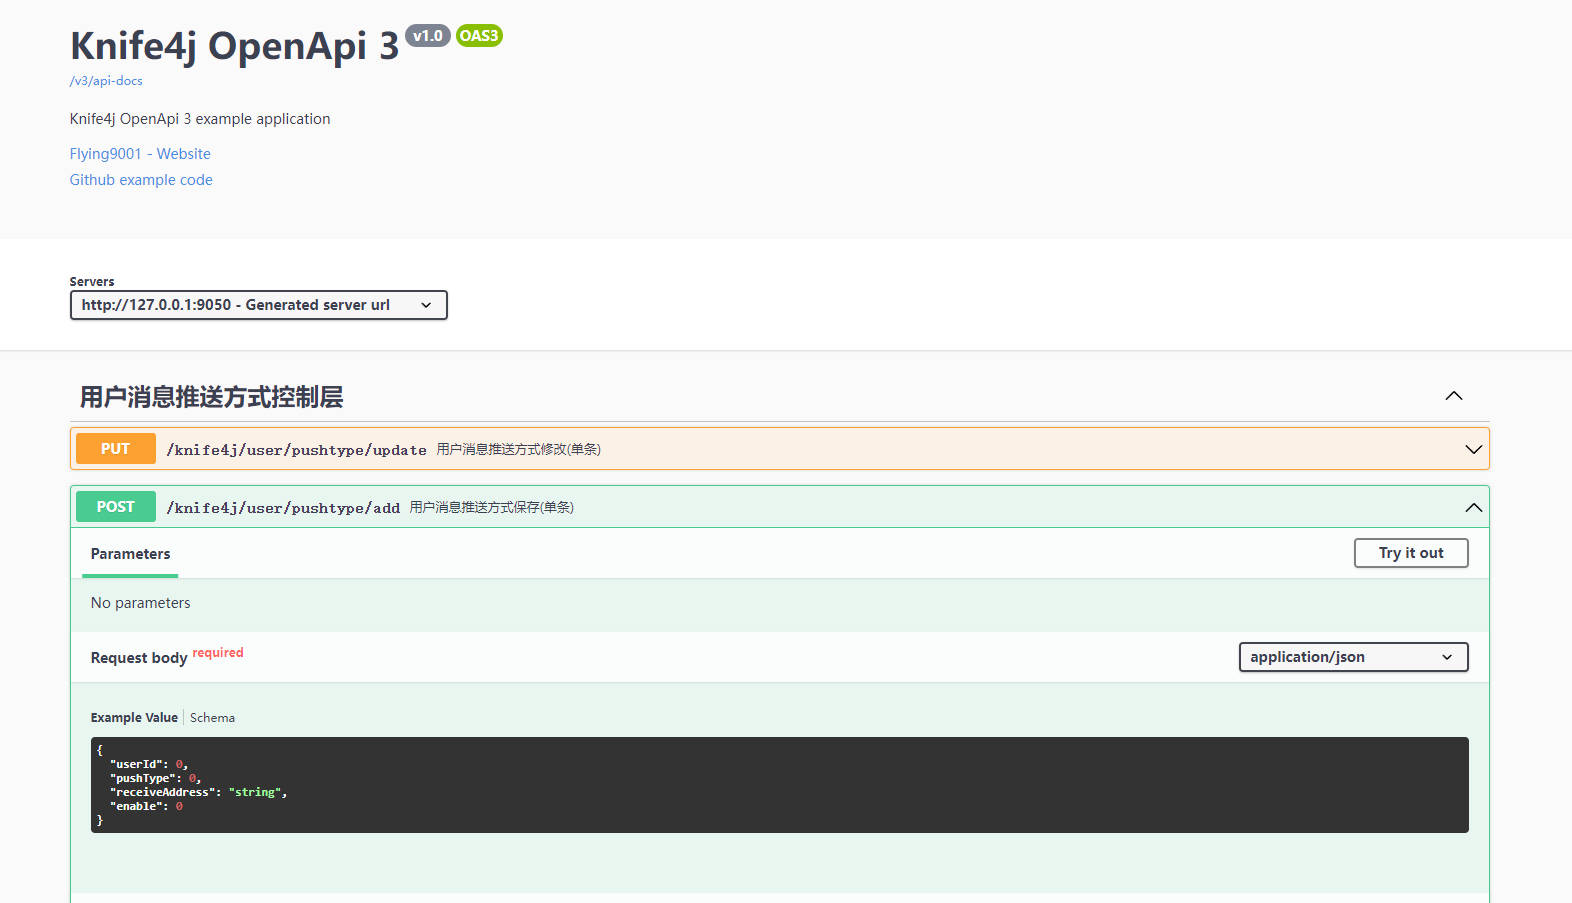 Knife4j OpenApi 3 v1.0 OAS3
/v3/api-docs
Knife4j OpenApi 3 example application
Flying9001 - Website
Github example code
Servers
http://127.0.0.1:9050 - Generated server url
用户消息推送方式控制层
PUT /knife4j/user/pushtype/update 用户消息推送方式修改(单条)
POST /knife4j/user/pushtype/add 用户消息推送方式保存(单条)
Parameters Try it out
No parameters
Request body required application/json
Example Value Schema
{
"userId": 0,
"pushType": 0,
"receiveAddress": "string",
"enable": 0
}